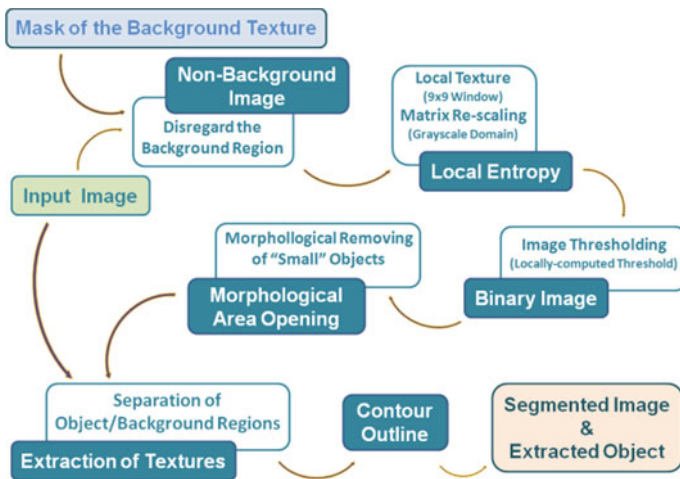 Mask of the Background Texture
Non-Background
Image
Disregard the
Background Region
Local Texture
(9x9 Window)
Matrix Re-scaling
(Grayscale Domain)
Local Entropy
Input Image
Morphollogical Removing
of “Small” Objects
Morphological
Area Opening
Image Thresholding
(Locally-computed Threshold)
Binary Image
Separation of
Object/Background Regions
Extraction of Textures
Contour
Outline
Segmented Image
&
Extracted Object